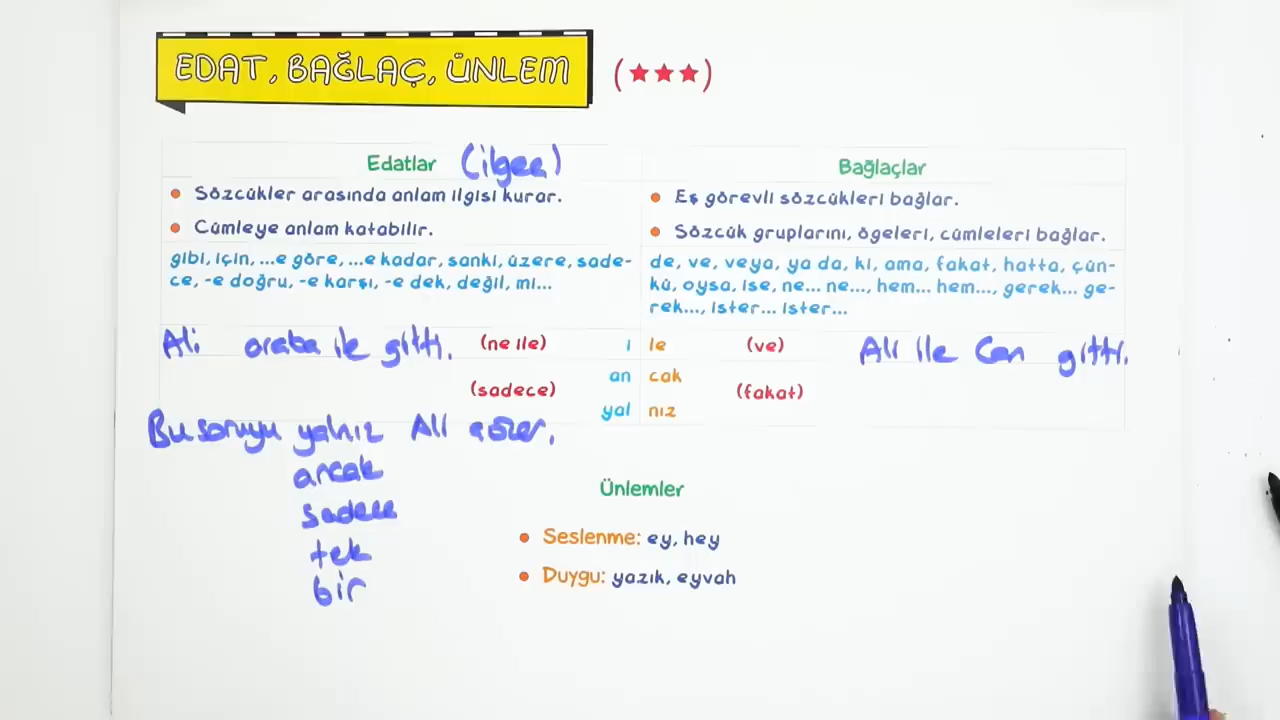 EDAT, BAĞLAÇ, ÜNLEM (★★★)
Edatlar (ilgeç)
Sözcükler arasında anlam ilgisi kurar.
Cümleye anlam katabilir.
gibi, için, ...e göre, ...e kadar, sanki, üzere, sade-
ce, -e doğru, -e karşı, -e dek, değil, mi...
Bağlaçlar
Eş görevli sözcükleri bağlar.
Sözcük gruplarını, ögeleri, cümleleri bağlar.
de, ve, veya, ya da, ki, ama, fakat, hatta, çün-
kü, oysa, ise, ne... ne..., hem... hem..., gerek... ge-
rek..., ister... ister...
Ali araba ile gitti. (ne ile) i le (ve) Ali ile Can gitti.
(sadece) an cak (fakat)
yal nız
Bu soruyu yalnız Ali çözer.
ancak
sadece
tek
bir
Ünlemler
Seslenme: ey, hey
Duygu: yazık, eyvah